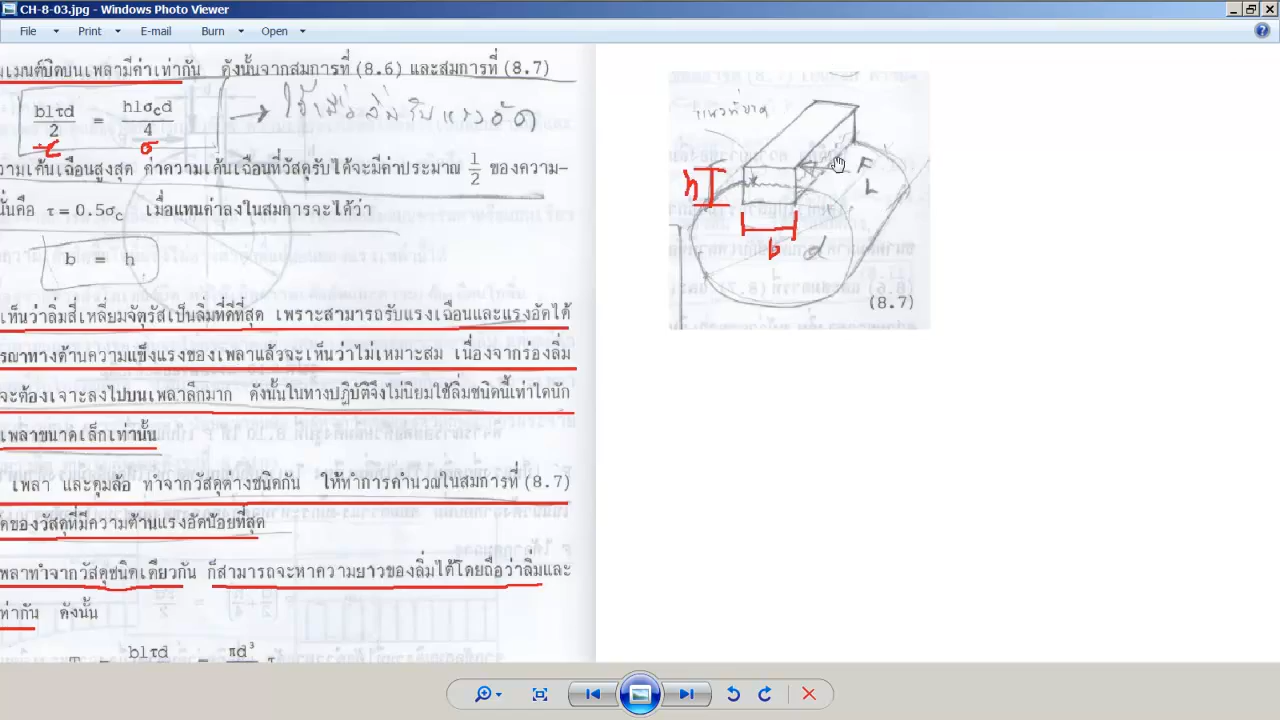 CH-8-03.jpg - Windows Photo Viewer
File Print Burn E-mail Open
นเมนต์บิดบนเพลามีค่าเท่ากัน ดังนั้นจากสมการที่ (8.6) และสมการที่ (8.7)
blτd/2 = hlσcd/4
τ σ
วามเค้นเฉือนสูงสุด ค่าความเค้นเฉือนที่วัสดุรับได้จะมีค่าประมาณ 1/2 ของความ-
นั้นคือ τ = 0.5σc เมื่อแทนค่าลงในสมการจะได้ว่า
b = h
เห็นว่าลิ่มสี่เหลี่ยมจัตุรัสเป็นลิ่มที่ดีที่สุด เพราะสามารถรับแรงเฉือนและแรงอัดได้
รณาทางด้านความแข็งแรงของเพลาแล้วจะเห็นว่าไม่เหมาะสม เนื่องจากร่องลิ่ม
จะต้องเจาะลงไปบนเพลาลึกมาก ดังนั้นในทางปฏิบัติจึงไม่นิยมใช้ลิ่มชนิดนี้เท่าใดนัก
เพลาขนาดเล็กเท่านั้น
เพลา และดุมล้อ ทำจากวัสดุต่างชนิดกัน ให้ทำการคำนวณในสมการที่ (8.7)
ดของวัสดุที่มีความต้านแรงอัดน้อยที่สุด
พลาทำจากวัสดุชนิดเดียวกัน ก็สามารถจะหาความยาวของลิ่มได้โดยถือว่าลิ่มและ
ท่ากัน ดังนั้น
blτd πd³
h
F
L
b
d
(8.7)